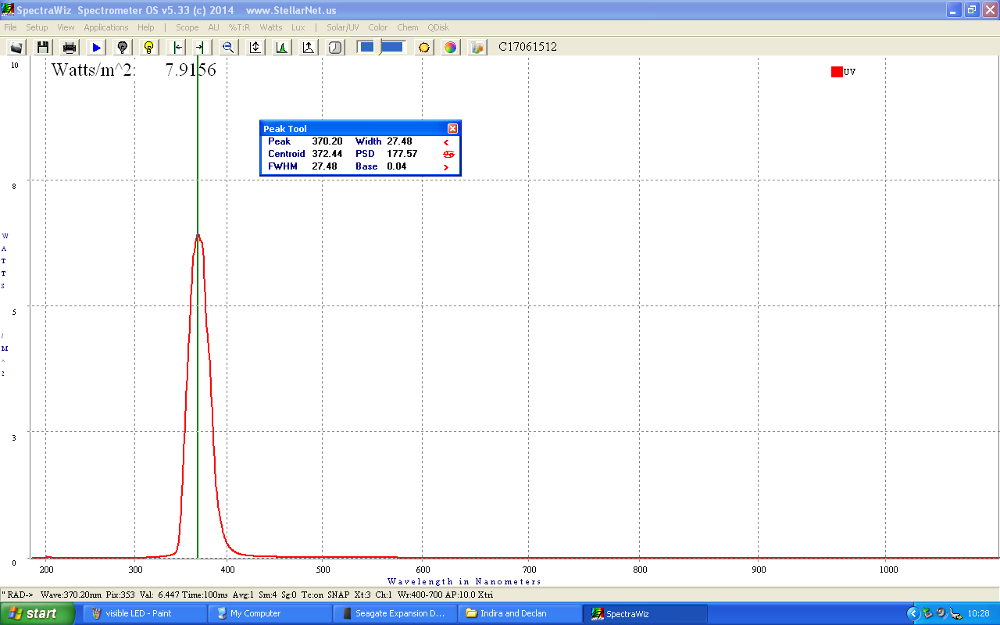 SpectraWiz Spectrometer OS v5.33 (c) 2014 www.StellarNet.us
File Setup View Applications Help | Scope AU %T:R Watts Lux | Solar/UV Color Chem QDisk
C17061512
Watts/m^2: 7.9156
UV
Peak Tool
Peak 370.20 Width 27.48 <
Centroid 372.44 PSD 177.57
FWHM 27.48 Base 0.04 >
10
8
5
3
0
WATTS / M^2
200 300 400 500 600 700 800 900 1000
Wavelength in Nanometers
" RAD-> Wave:370.20nm Pix:353 Val: 6.447 Time:100ms Avg:1 Sm:4 Sg:0 Tc:on SNAP Xt:3 Ch:1 Wr:400-700 AP:10.0 Xtri
start visible LED - Paint My Computer Seagate Expansion D... Indira and Declan SpectraWiz 10:28